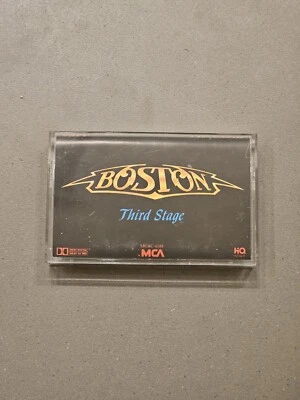 BOSTON
Third Stage
MCA
HQ